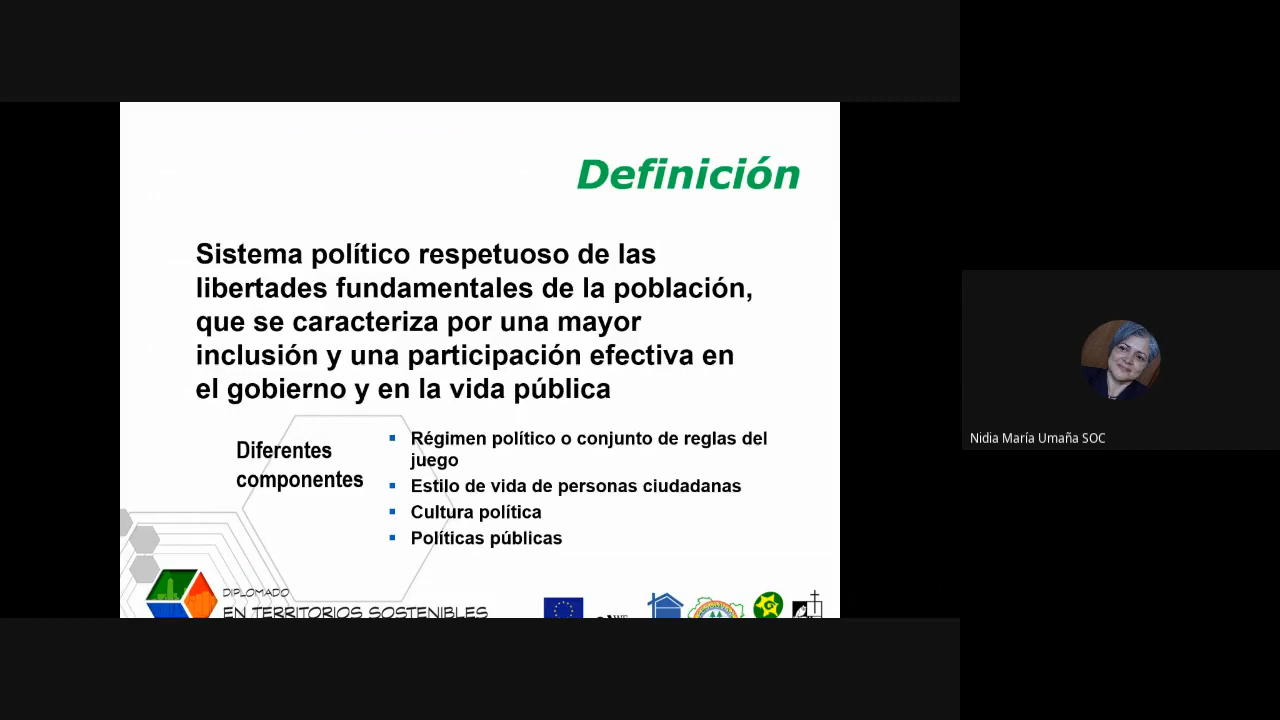 Definición
Sistema político respetuoso de las
libertades fundamentales de la población,
que se caracteriza por una mayor
inclusión y una participación efectiva en
el gobierno y en la vida pública
Diferentes
componentes
▪ Régimen político o conjunto de reglas del
juego
▪ Estilo de vida de personas ciudadanas
▪ Cultura política
▪ Políticas públicas
DIPLOMADO
EN TERRITORIOS SOSTENIBLES
Nidia María Umaña SOC